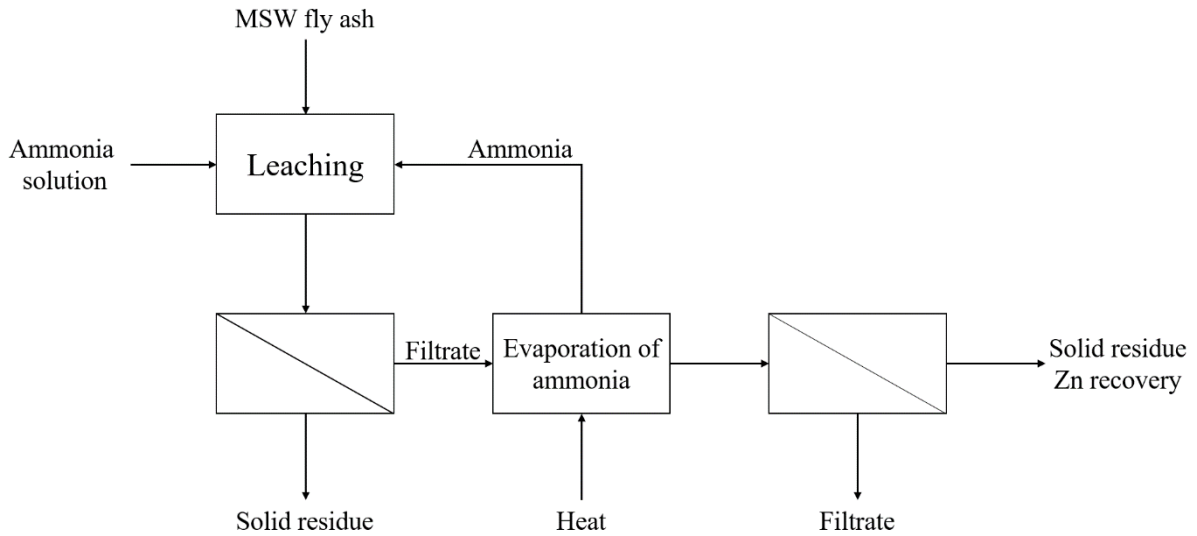 MSW fly ash
Ammonia
solution
Leaching
Ammonia
Filtrate
Evaporation of
ammonia
Solid residue
Zn recovery
Solid residue
Heat
Filtrate